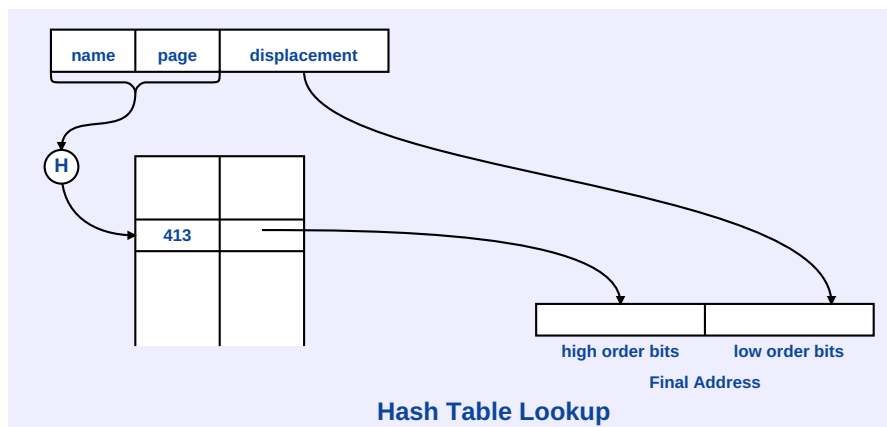 name page displacement
H
413
high order bits low order bits
Final Address
Hash Table Lookup